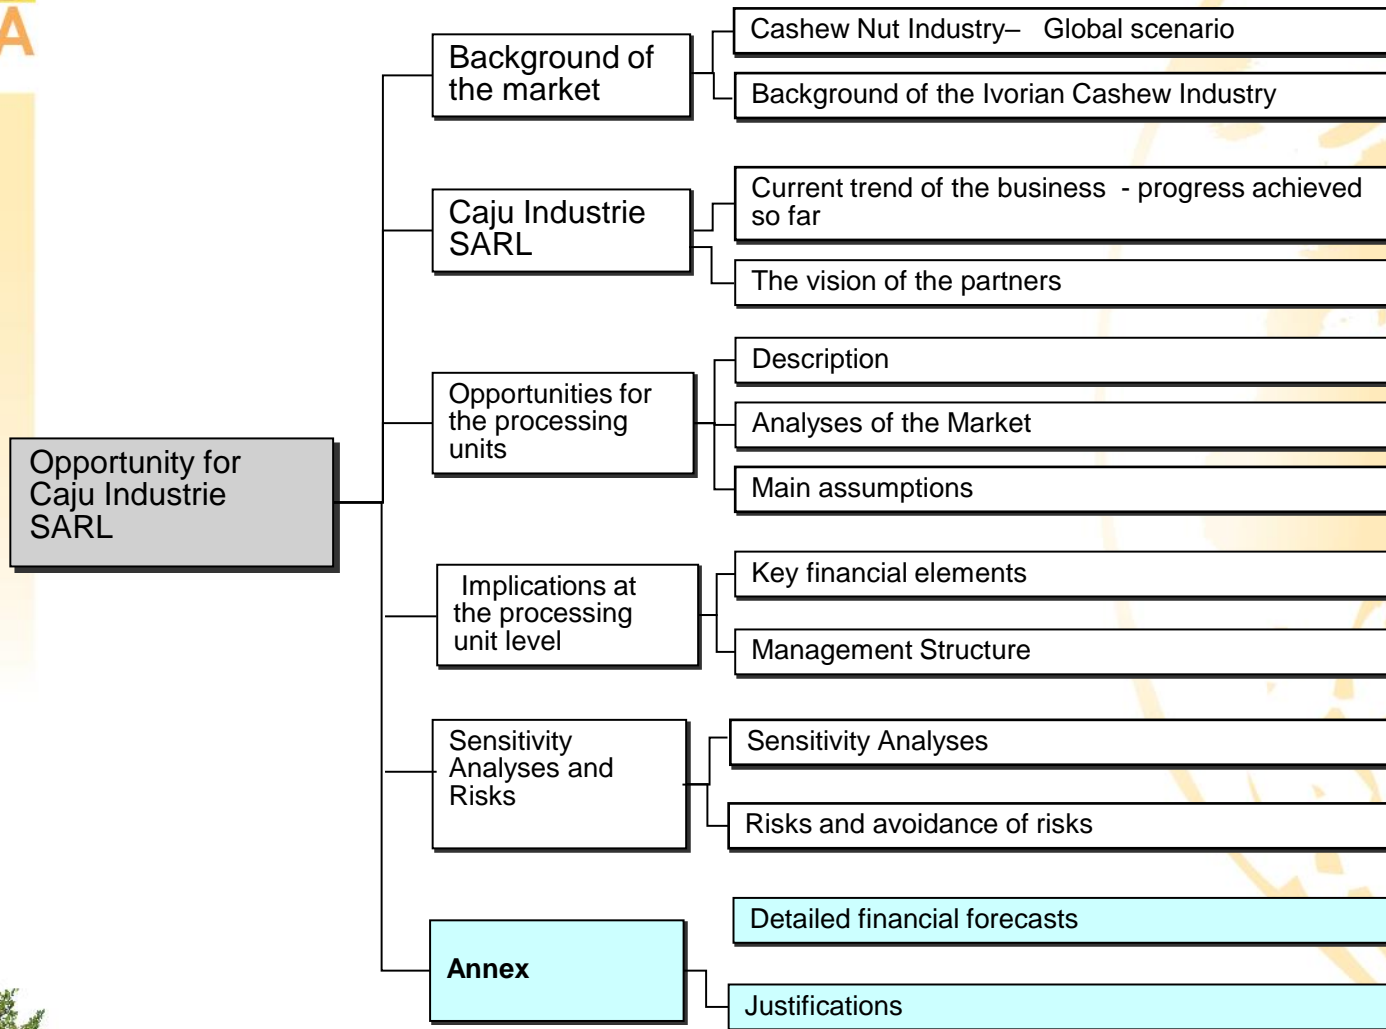 A
Opportunity for
Caju Industrie
SARL
Background of
the market
Cashew Nut Industry– Global scenario
Background of the Ivorian Cashew Industry
Caju Industrie
SARL
Current trend of the business - progress achieved
so far
The vision of the partners
Opportunities for
the processing
units
Description
Analyses of the Market
Main assumptions
Implications at
the processing
unit level
Key financial elements
Management Structure
Sensitivity
Analyses and
Risks
Sensitivity Analyses
Risks and avoidance of risks
Annex
Detailed financial forecasts
Justifications